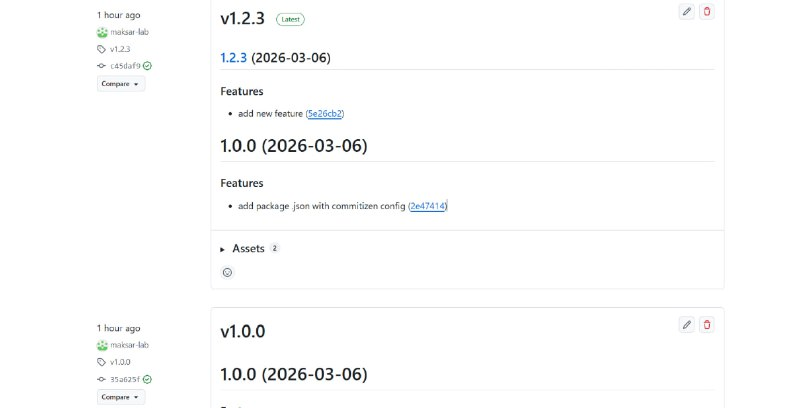 1 hour ago
maksar-lab
v1.2.3
c45daf9
Compare
v1.2.3 Latest
1.2.3 (2026-03-06)
Features
add new feature (5e26cb2)
1.0.0 (2026-03-06)
Features
add package .json with commitizen config (2e47414)
Assets 2
1 hour ago
maksar-lab
v1.0.0
35a625f
Compare
v1.0.0
1.0.0 (2026-03-06)